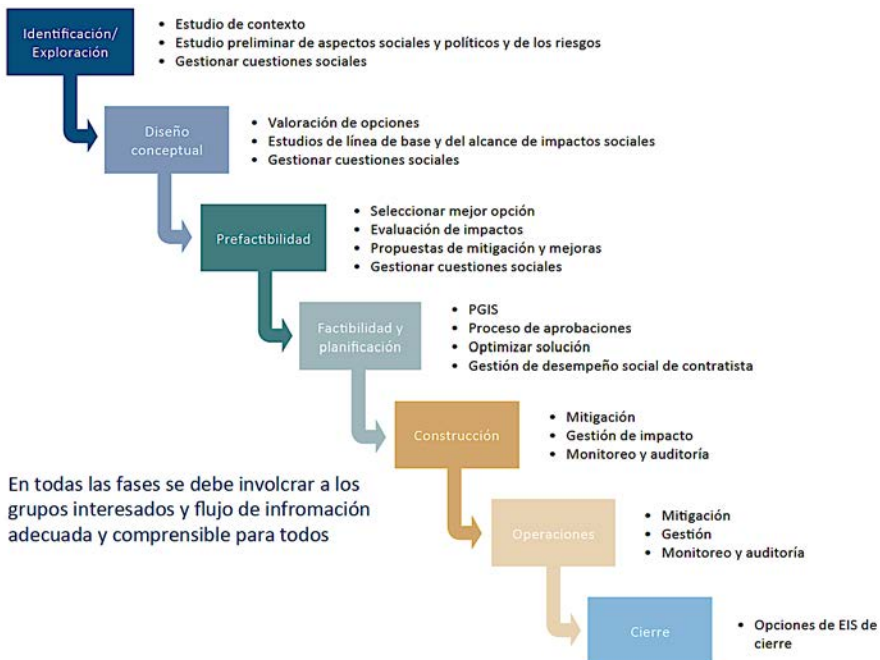 Identificación/
Exploración
• Estudio de contexto
• Estudio preliminar de aspectos sociales y políticos y de los riesgos
• Gestionar cuestiones sociales
Diseño
conceptual
• Valoración de opciones
• Estudios de línea de base y del alcance de impactos sociales
• Gestionar cuestiones sociales
Prefactibilidad
• Seleccionar mejor opción
• Evaluación de impactos
• Propuestas de mitigación y mejoras
• Gestionar cuestiones sociales
Factibilidad y
planificación
• PGIS
• Proceso de aprobaciones
• Optimizar solución
• Gestión de desempeño social de contratista
Construcción
• Mitigación
• Gestión de impacto
• Monitoreo y auditoría
En todas las fases se debe involcrar a los
grupos interesados y flujo de infromación
adecuada y comprensible para todos
Operaciones
• Mitigación
• Gestión
• Monitoreo y auditoría
Cierre
• Opciones de EIS de
cierre